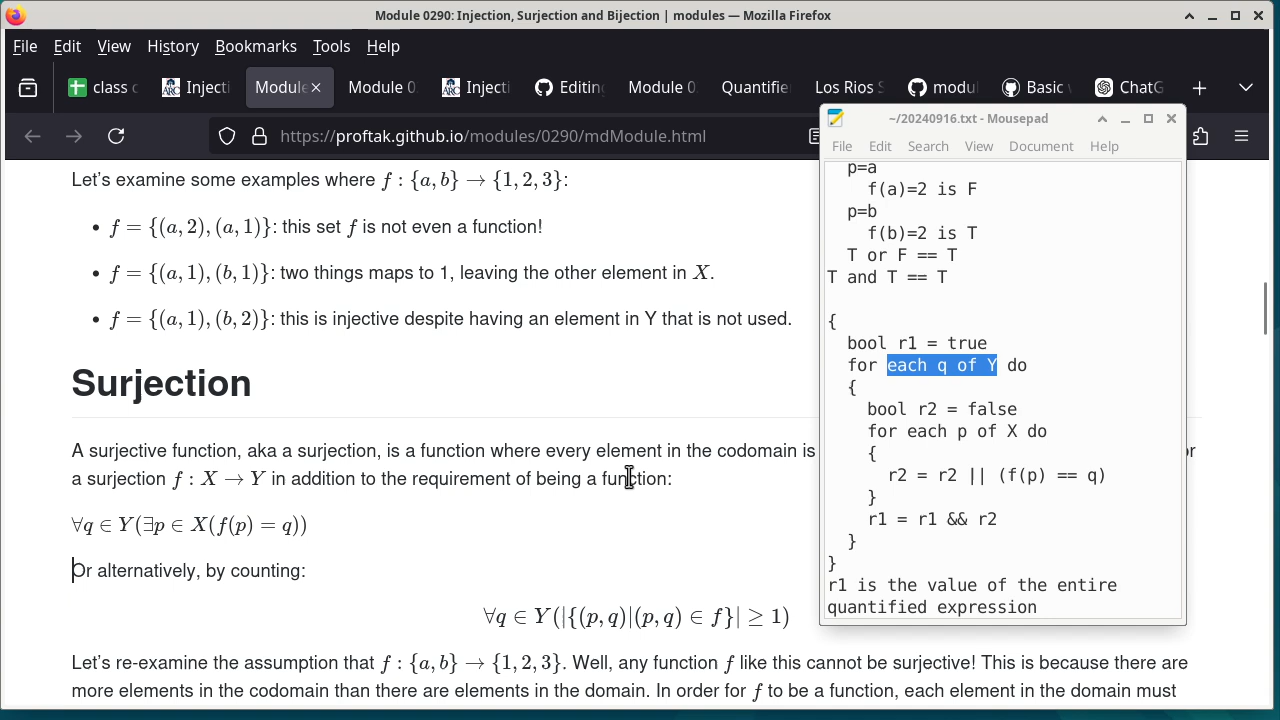 Module 0290: Injection, Surjection and Bijection | modules — Mozilla Firefox
File Edit View History Bookmarks Tools Help
class c Injecti Module Module 0 Injecti Editin Module 0 Quantifie Los Rios S modu Basic ChatG
https://proftak.github.io/modules/0290/mdModule.html
Let’s examine some examples where f : {a, b} → {1, 2, 3}:
• f = {(a, 2), (a, 1)}: this set f is not even a function!
• f = {(a, 1), (b, 1)}: two things maps to 1, leaving the other element in X.
• f = {(a, 1), (b, 2)}: this is injective despite having an element in Y that is not used.
Surjection
A surjective function, aka a surjection, is a function where every element in the codomain is
or
a surjection f : X → Y in addition to the requirement of being a function:
∀q ∈ Y(∃p ∈ X(f(p) = q))
Or alternatively, by counting:
∀q ∈ Y(|{(p, q)|(p, q) ∈ f}| ≥ 1)
Let’s re-examine the assumption that f : {a, b} → {1, 2, 3}. Well, any function f like this cannot be surjective! This is because there are
more elements in the codomain than there are elements in the domain. In order for f to be a function, each element in the domain must
~/20240916.txt - Mousepad
File Edit Search View Document Help
p=a
f(a)=2 is F
p=b
f(b)=2 is T
T or F == T
T and T == T
{
bool r1 = true
for each q of Y do
{
bool r2 = false
for each p of X do
{
r2 = r2 || (f(p) == q)
}
r1 = r1 && r2
}
}
r1 is the value of the entire
quantified expression